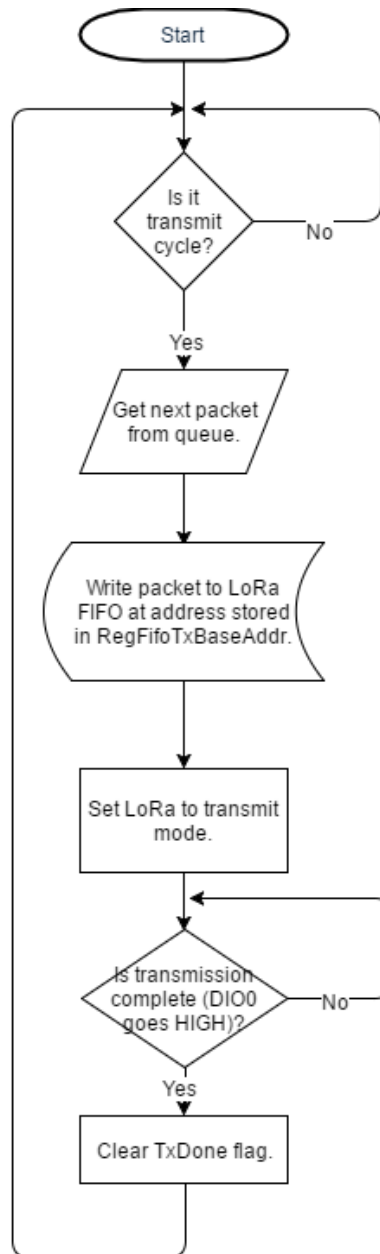 Start
Is it
transmit
cycle?
No
Yes
Get next packet
from queue.
Write packet to LoRa
FIFO at address stored
in RegFifoTxBaseAddr.
Set LoRa to transmit
mode.
Is transmission
complete (DIO0
goes HIGH)?
No
Yes
Clear TxDone flag.